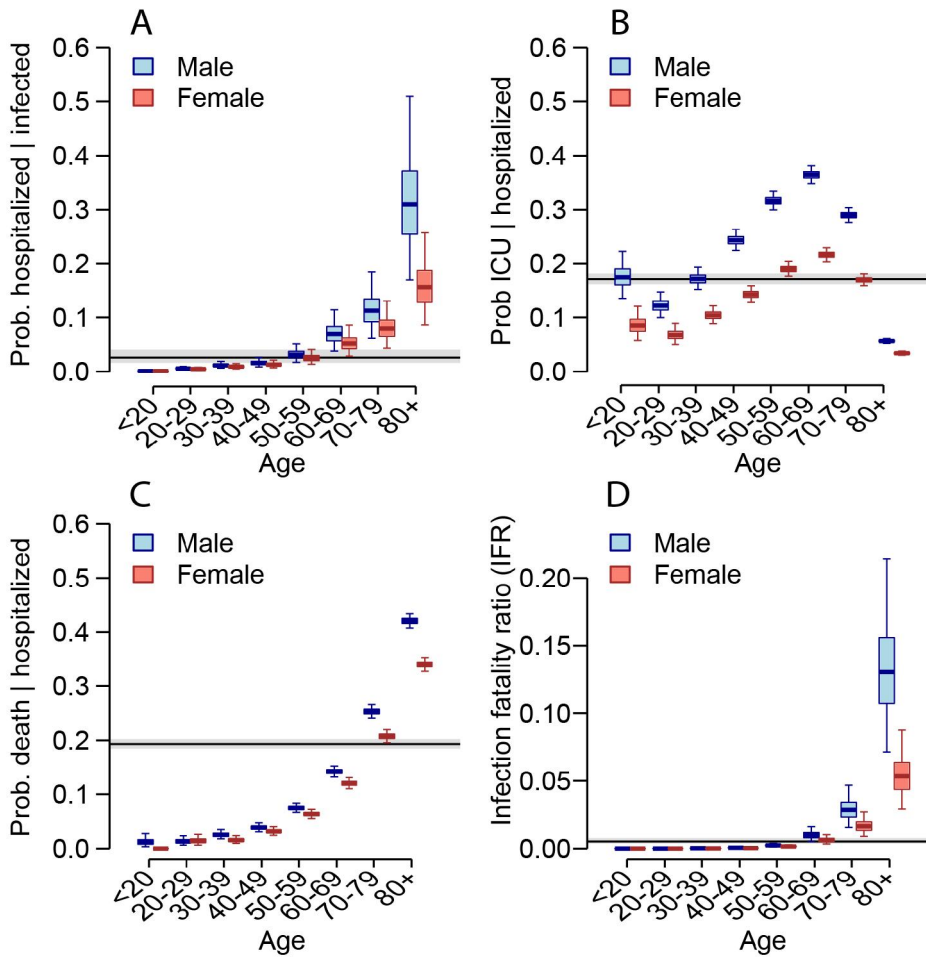 A
Prob. hospitalized | infected
0.6
0.5
0.4
0.3
0.2
0.1
0.0
Male
Female
<20
20-29
30-39
40-49
50-59
60-69
70-79
80+
Age
B
Prob ICU | hospitalized
0.6
0.5
0.4
0.3
0.2
0.1
0.0
Male
Female
<20
20-29
30-39
40-49
50-59
60-69
70-79
80+
Age
C
Prob. death | hospitalized
0.6
0.5
0.4
0.3
0.2
0.1
0.0
Male
Female
<20
20-29
30-39
40-49
50-59
60-69
70-79
80+
Age
D
Infection fatality ratio (IFR)
0.20
0.15
0.10
0.05
0.00
Male
Female
<20
20-29
30-39
40-49
50-59
60-69
70-79
80+
Age